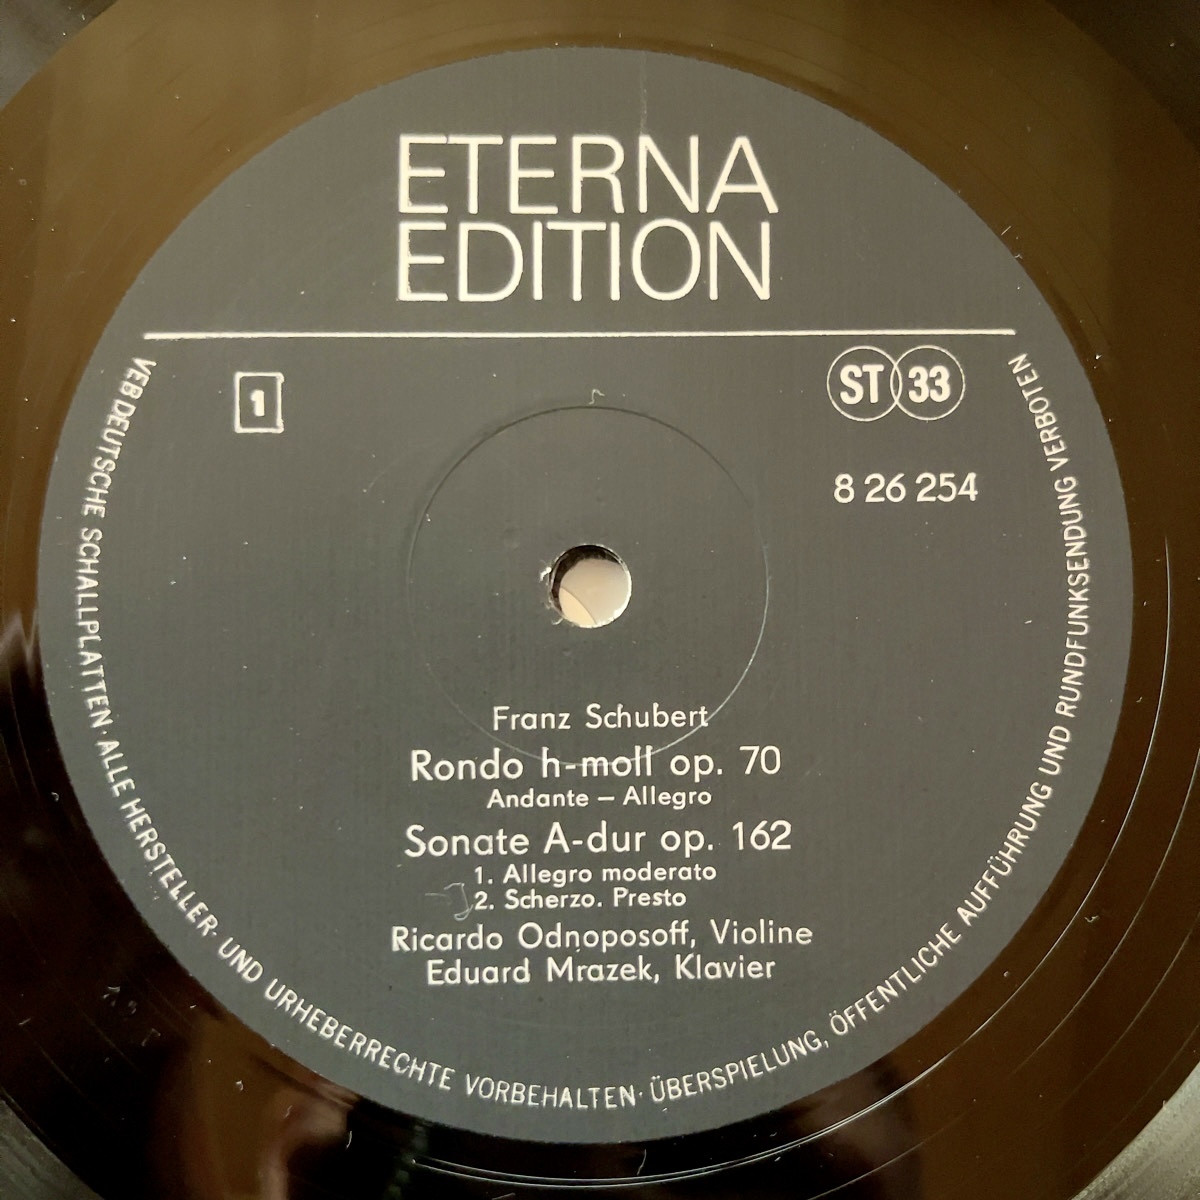 ETERNA
EDITION
1
ST 33
8 26 254
Franz Schubert
Rondo h-moll op. 70
Andante – Allegro
Sonate A-dur op. 162
1. Allegro moderato
2. Scherzo. Presto
Ricardo Odnoposoff, Violine
Eduard Mrazek, Klavier
VEB DEUTSCHE SCHALLPLATTEN · ALLE HERSTELLER- UND URHEBERRECHTE VORBEHALTEN · ÜBERSPIELUNG, ÖFFENTLICHE AUFFÜHRUNG UND RUNDFUNKSENDUNG VERBOTEN